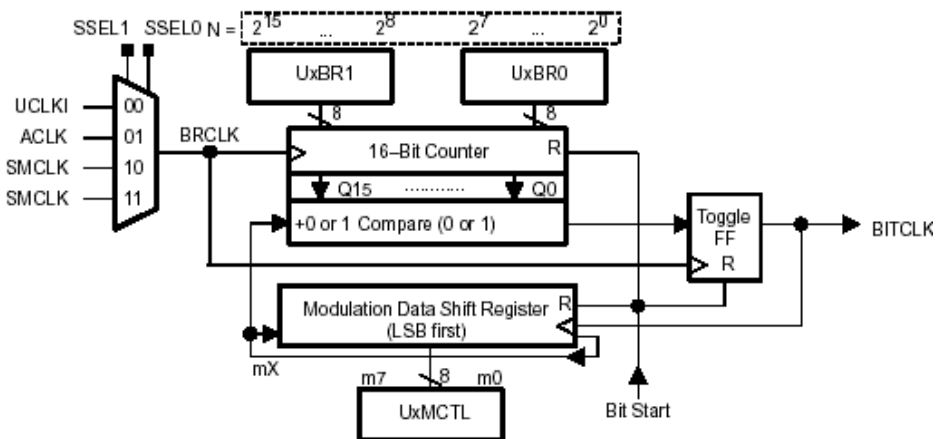 SSEL1 SSEL0 N = 2^15 ... 2^8 2^7 ... 2^0
UxBR1 UxBR0
8 8
UCLKI 00
ACLK 01
SMCLK 10
SMCLK 11
BRCLK
16–Bit Counter R
Q15 ............ Q0
+0 or 1 Compare (0 or 1)
Toggle
FF
R
BITCLK
Modulation Data Shift Register R
(LSB first)
mX
m7 8 m0
UxMCTL
Bit Start